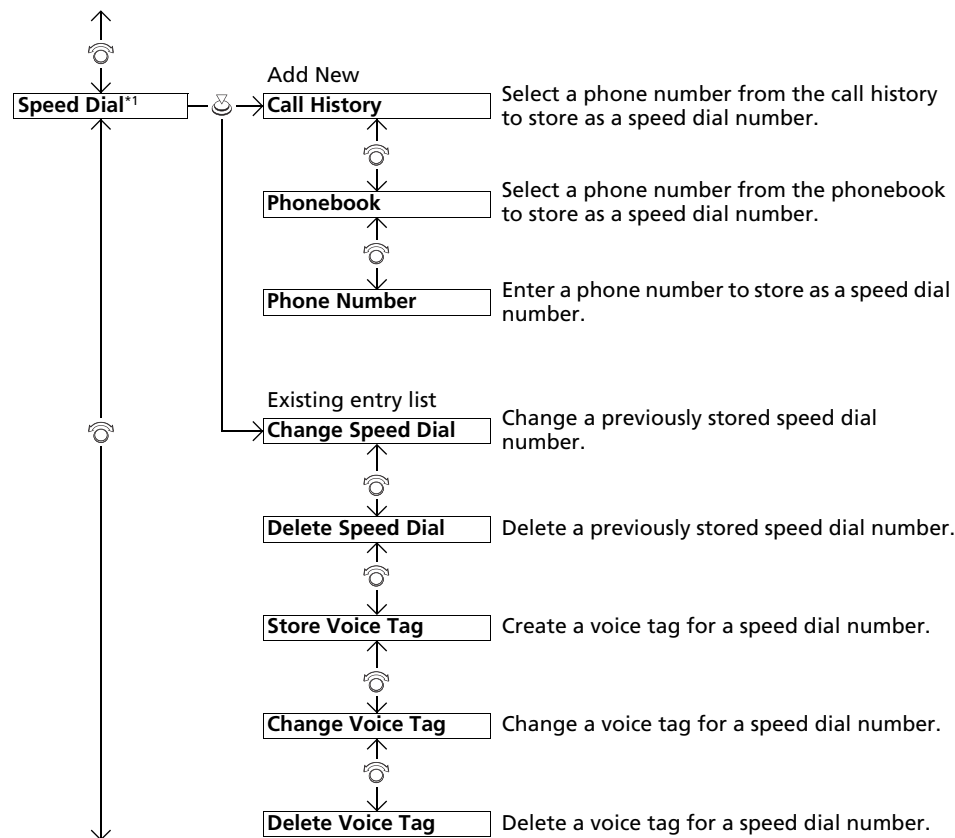 Add New
Speed Dial*1
Call History
Select a phone number from the call history
to store as a speed dial number.
Phonebook
Select a phone number from the phonebook
to store as a speed dial number.
Phone Number
Enter a phone number to store as a speed dial
number.
Existing entry list
Change Speed Dial
Change a previously stored speed dial
number.
Delete Speed Dial
Delete a previously stored speed dial number.
Store Voice Tag
Create a voice tag for a speed dial number.
Change Voice Tag
Change a voice tag for a speed dial number.
Delete Voice Tag
Delete a voice tag for a speed dial number.